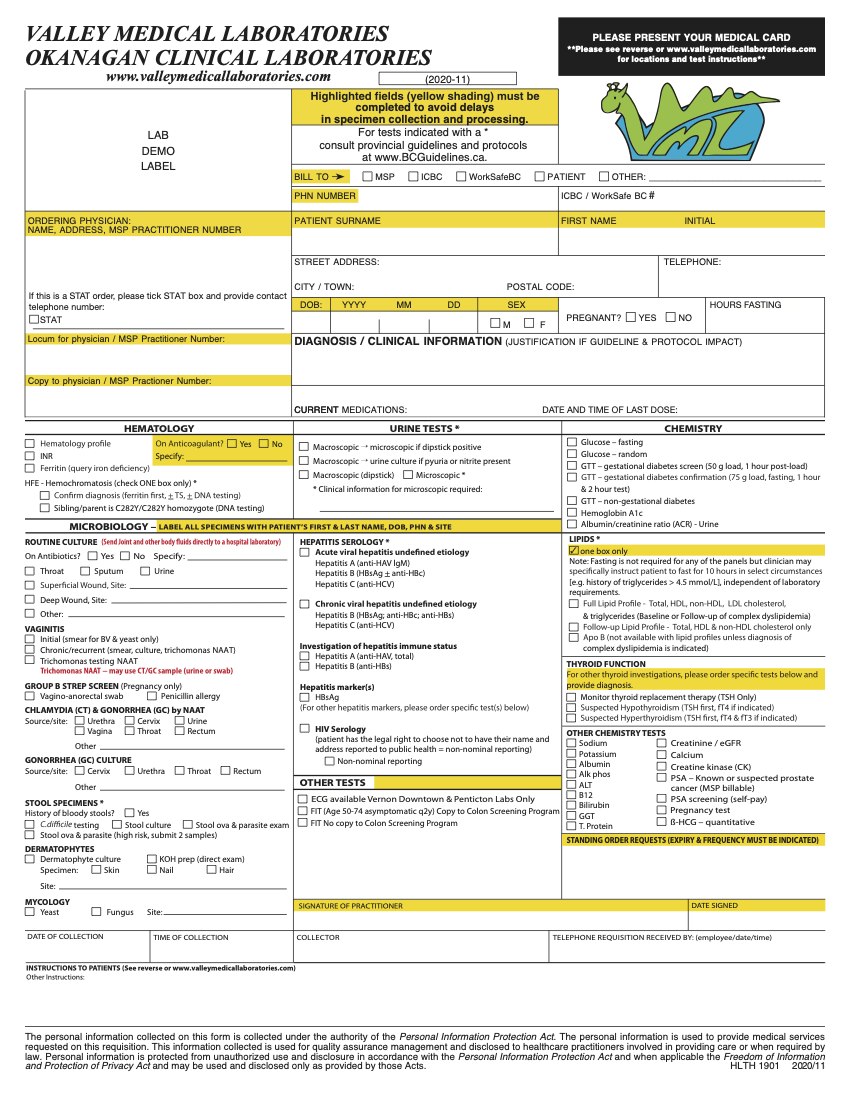 VALLEY MEDICAL LABORATORIES
OKANAGAN CLINICAL LABORATORIES
www.valleymedicallaboratories.com
(2020-11)
PLEASE PRESENT YOUR MEDICAL CARD
**Please see reverse or www.valleymedicallaboratories.com
for locations and test instructions**
LAB
DEMO
LABEL
Highlighted fields (yellow shading) must be
completed to avoid delays
in specimen collection and processing.
For tests indicated with a *
consult provincial guidelines and protocols
at www.BCGuidelines.ca.
VML
BILL TO ➔ ☐ MSP ☐ ICBC ☐ WorkSafeBC ☐ PATIENT ☐ OTHER:
PHN NUMBER
ICBC / WorkSafe BC #
ORDERING PHYSICIAN:
NAME, ADDRESS, MSP PRACTITIONER NUMBER
If this is a STAT order, please tick STAT box and provide contact
telephone number:
☐ STAT
Locum for physician / MSP Practitioner Number:
Copy to physician / MSP Practioner Number:
PATIENT SURNAME
FIRST NAME INITIAL
STREET ADDRESS:
TELEPHONE:
CITY / TOWN: POSTAL CODE:
DOB: YYYY MM DD SEX
☐ M ☐ F
PREGNANT? ☐ YES ☐ NO
HOURS FASTING
DIAGNOSIS / CLINICAL INFORMATION (JUSTIFICATION IF GUIDELINE & PROTOCOL IMPACT)
CURRENT MEDICATIONS: DATE AND TIME OF LAST DOSE:
HEMATOLOGY
☐ Hematology profile
☐ INR
☐ Ferritin (query iron deficiency)
On Anticoagulant? ☐ Yes ☐ No
Specify:
HFE - Hemochromatosis (check ONE box only) *
☐ Confirm diagnosis (ferritin first, ± TS, ± DNA testing)
☐ Sibling/parent is C282Y/C282Y homozygote (DNA testing)
URINE TESTS *
☐ Macroscopic → microscopic if dipstick positive
☐ Macroscopic → urine culture if pyuria or nitrite present
☐ Macroscopic (dipstick) ☐ Microscopic *
* Clinical information for microscopic required:
CHEMISTRY
☐ Glucose – fasting
☐ Glucose – random
☐ GTT – gestational diabetes screen (50 g load, 1 hour post-load)
☐ GTT – gestational diabetes confirmation (75 g load, fasting, 1 hour
& 2 hour test)
☐ GTT – non-gestational diabetes
☐ Hemoglobin A1c
☐ Albumin/creatinine ratio (ACR) - Urine
MICROBIOLOGY – LABEL ALL SPECIMENS WITH PATIENT'S FIRST & LAST NAME, DOB, PHN & SITE
ROUTINE CULTURE (Send Joint and other body fluids directly to a hospital laboratory)
On Antibiotics? ☐ Yes ☐ No Specify:
☐ Throat ☐ Sputum ☐ Urine
☐ Superficial Wound, Site:
☐ Deep Wound, Site:
☐ Other:
VAGINITIS
☐ Initial (smear for BV & yeast only)
☐ Chronic/recurrent (smear, culture, trichomonas NAAT)
☐ Trichomonas testing NAAT
Trichomonas NAAT – may use CT/GC sample (urine or swab)
GROUP B STREP SCREEN (Pregnancy only)
☐ Vagino-anorectal swab ☐ Penicillin allergy
CHLAMYDIA (CT) & GONORRHEA (GC) by NAAT
Source/site: ☐ Urethra ☐ Cervix ☐ Urine
☐ Vagina ☐ Throat ☐ Rectum
Other
GONORRHEA (GC) CULTURE
Source/site: ☐ Cervix ☐ Urethra ☐ Throat ☐ Rectum
Other
STOOL SPECIMENS *
History of bloody stools? ☐ Yes
☐ C.difficile testing ☐ Stool culture ☐ Stool ova & parasite exam
☐ Stool ova & parasite (high risk, submit 2 samples)
DERMATOPHYTES
☐ Dermatophyte culture ☐ KOH prep (direct exam)
Specimen: ☐ Skin ☐ Nail ☐ Hair
Site:
MYCOLOGY
☐ Yeast ☐ Fungus Site:
HEPATITIS SEROLOGY *
☐ Acute viral hepatitis undefined etiology
Hepatitis A (anti-HAV IgM)
Hepatitis B (HBsAg ± anti-HBc)
Hepatitis C (anti-HCV)
☐ Chronic viral hepatitis undefined etiology
Hepatitis B (HBsAg; anti-HBc; anti-HBs)
Hepatitis C (anti-HCV)
Investigation of hepatitis immune status
☐ Hepatitis A (anti-HAV, total)
☐ Hepatitis B (anti-HBs)
Hepatitis marker(s)
☐ HBsAg
(For other hepatitis markers, please order specific test(s) below)
☐ HIV Serology
(patient has the legal right to choose not to have their name and
address reported to public health = non-nominal reporting)
☐ Non-nominal reporting
OTHER TESTS
☐ ECG available Vernon Downtown & Penticton Labs Only
☐ FIT (Age 50-74 asymptomatic q2y) Copy to Colon Screening Program
☐ FIT No copy to Colon Screening Program
LIPIDS *
☑ one box only
Note: Fasting is not required for any of the panels but clinician may
specifically instruct patient to fast for 10 hours in select circumstances
[e.g. history of triglycerides > 4.5 mmol/L], independent of laboratory
requirements.
☐ Full Lipid Profile - Total, HDL, non-HDL, LDL cholesterol,
& triglycerides (Baseline or Follow-up of complex dyslipidemia)
☐ Follow-up Lipid Profile - Total, HDL & non-HDL cholesterol only
☐ Apo B (not available with lipid profiles unless diagnosis of
complex dyslipidemia is indicated)
THYROID FUNCTION
For other thyroid investigations, please order specific tests below and
provide diagnosis.
☐ Monitor thyroid replacement therapy (TSH Only)
☐ Suspected Hypothyroidism (TSH first, fT4 if indicated)
☐ Suspected Hyperthyroidism (TSH first, fT4 & fT3 if indicated)
OTHER CHEMISTRY TESTS
☐ Sodium ☐ Creatinine / eGFR
☐ Potassium ☐ Calcium
☐ Albumin ☐ Creatine kinase (CK)
☐ Alk phos ☐ PSA – Known or suspected prostate
☐ ALT cancer (MSP billable)
☐ B12 ☐ PSA screening (self-pay)
☐ Bilirubin ☐ Pregnancy test
☐ GGT ☐ ß-HCG – quantitative
☐ T. Protein
STANDING ORDER REQUESTS (EXPIRY & FREQUENCY MUST BE INDICATED)
SIGNATURE OF PRACTITIONER
DATE SIGNED
DATE OF COLLECTION
TIME OF COLLECTION
COLLECTOR
TELEPHONE REQUISITION RECEIVED BY: (employee/date/time)
INSTRUCTIONS TO PATIENTS (See reverse or www.valleymedicallaboratories.com)
Other Instructions:
The personal information collected on this form is collected under the authority of the Personal Information Protection Act. The personal information is used to provide medical services
requested on this requisition. This information collected is used for quality assurance management and disclosed to healthcare practitioners involved in providing care or when required by
law. Personal information is protected from unauthorized use and disclosure in accordance with the Personal Information Protection Act and when applicable the Freedom of Information
and Protection of Privacy Act and may be used and disclosed only as provided by those Acts.
HLTH 1901 2020/11